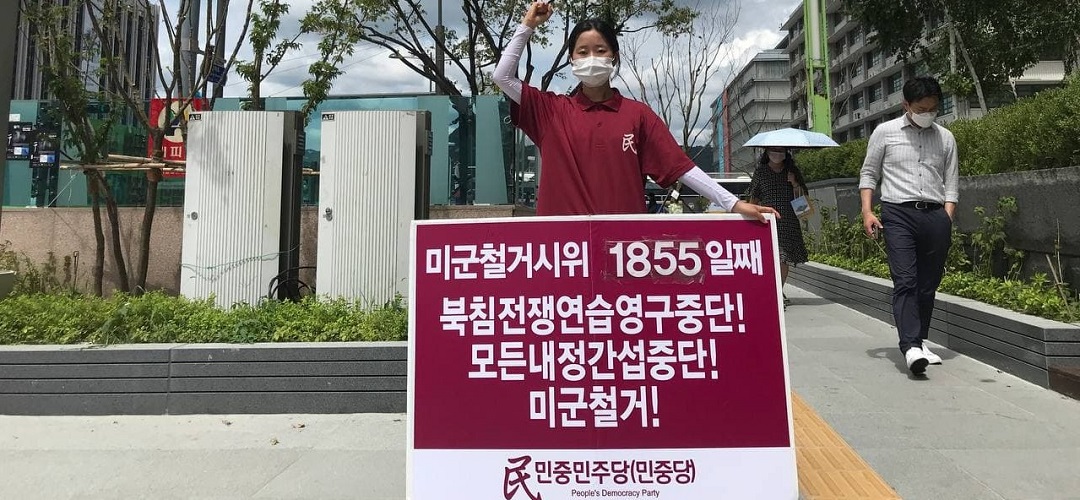 民
미군철거시위 1855일째
북침전쟁연습영구중단!
모든내정간섭중단!
미군철거!
民 민중민주당(민중당)
People's Democracy Party